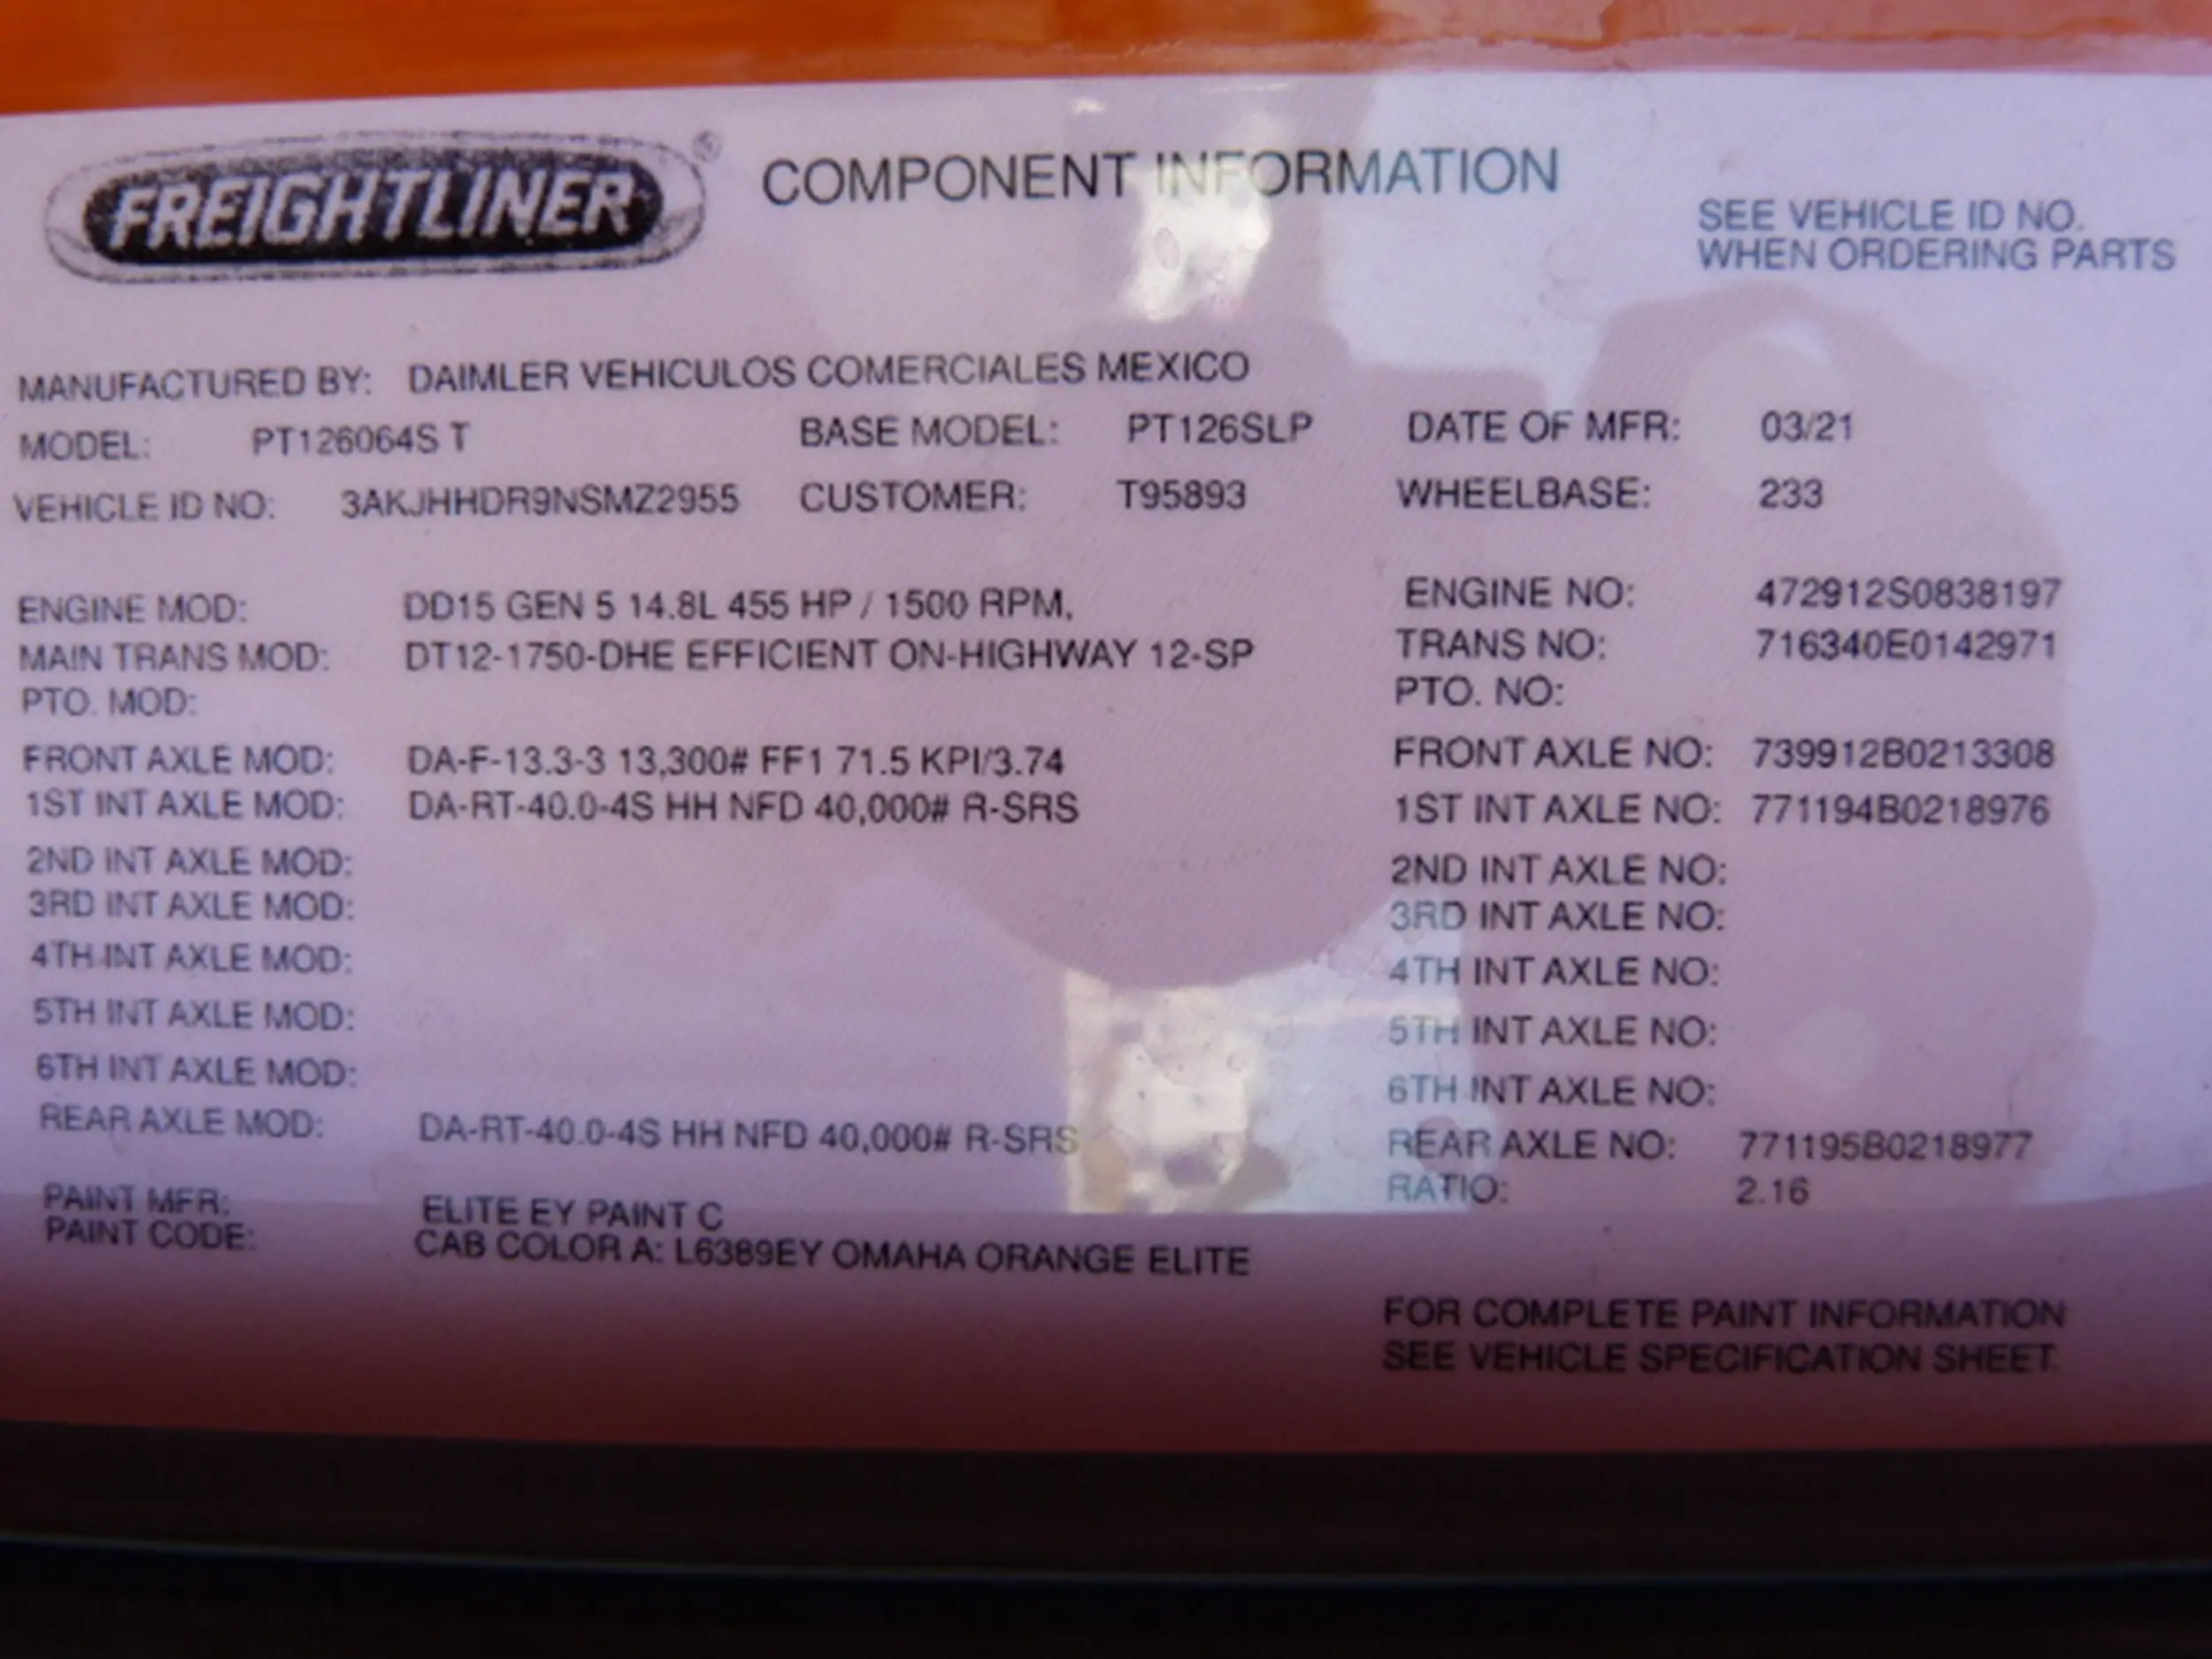 FREIGHTLINER®
COMPONENT INFORMATION
SEE VEHICLE ID NO.
WHEN ORDERING PARTS
MANUFACTURED BY: DAIMLER VEHICULOS COMERCIALES MEXICO
MODEL: PT126064S T BASE MODEL: PT126SLP DATE OF MFR: 03/21
VEHICLE ID NO: 3AKJHHDR9NSMZ2955 CUSTOMER: T95893 WHEELBASE: 233
ENGINE MOD: DD15 GEN 5 14.8L 455 HP / 1500 RPM, ENGINE NO: 472912S0838197
MAIN TRANS MOD: DT12-1750-DHE EFFICIENT ON-HIGHWAY 12-SP TRANS NO: 716340E0142971
PTO. MOD: PTO. NO:
FRONT AXLE MOD: DA-F-13.3-3 13,300# FF1 71.5 KPI/3.74 FRONT AXLE NO: 739912B0213308
1ST INT AXLE MOD: DA-RT-40.0-4S HH NFD 40,000# R-SRS 1ST INT AXLE NO: 771194B0218976
2ND INT AXLE MOD: 2ND INT AXLE NO:
3RD INT AXLE MOD: 3RD INT AXLE NO:
4TH INT AXLE MOD: 4TH INT AXLE NO:
5TH INT AXLE MOD: 5TH INT AXLE NO:
6TH INT AXLE MOD: 6TH INT AXLE NO:
REAR AXLE MOD: DA-RT-40.0-4S HH NFD 40,000# R-SRS REAR AXLE NO: 771195B0218977
RATIO: 2.16
PAINT MFR: ELITE EY PAINT C
PAINT CODE: CAB COLOR A: L6389EY OMAHA ORANGE ELITE
FOR COMPLETE PAINT INFORMATION
SEE VEHICLE SPECIFICATION SHEET